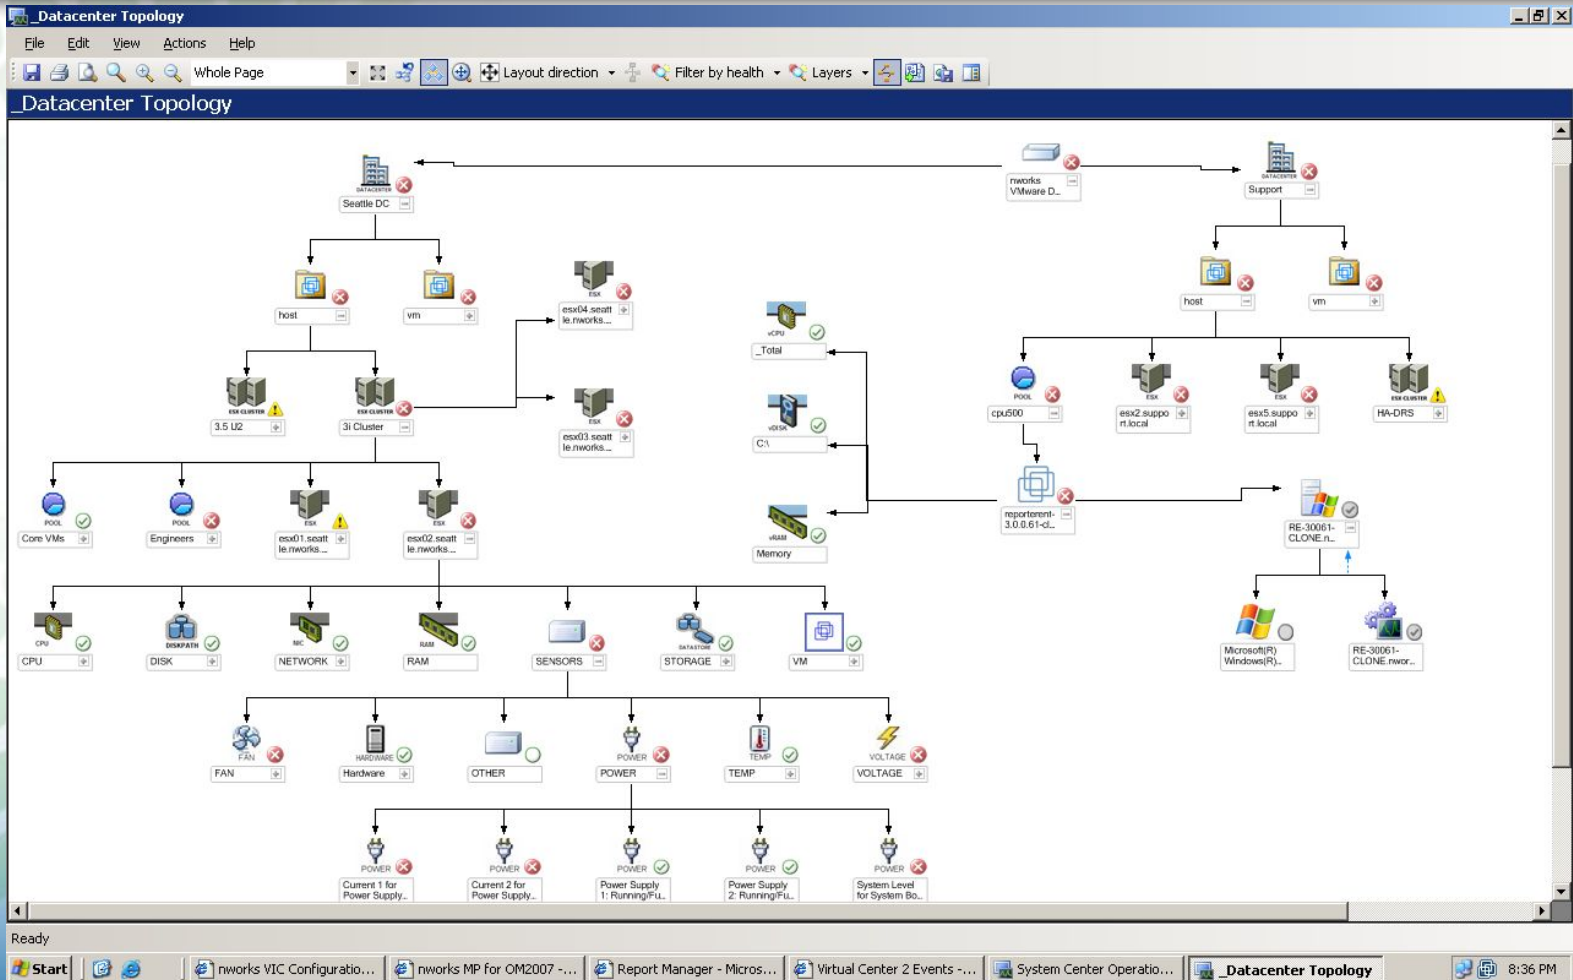 _Datacenter Topology
File Edit View Actions Help
Whole Page Layout direction Filter by health Layers
_Datacenter Topology
DATACENTER
Seattle DC
nworks
VMware D...
DATACENTER
Support
host
vm
ESX
esx04.seatt
le.nworks....
vCPU
_Total
host
vm
ESX CLUSTER
3.5 U2
ESX CLUSTER
3i Cluster
ESX
esx03.seatt
le.nworks....
vDISK
C:\
POOL
cpu500
ESX
esx2.suppo
rt.local
ESX
esx5.suppo
rt.local
ESX CLUSTER
HA-DRS
POOL
Core VMs
POOL
Engineers
ESX
esx01.seatt
le.nworks....
ESX
esx02.seatt
le.nworks....
vRAM
Memory
reporterent-
3.0.0.61-cl...
RE-30061-
CLONE.n...
CPU
CPU
DISKPATH
DISK
NIC
NETWORK
RAM
RAM
SENSORS
DATASTORE
STORAGE
VM
Microsoft(R)
Windows(R)...
RE-30061-
CLONE.nwor...
FAN
FAN
HARDWARE
Hardware
OTHER
POWER
POWER
TEMP
TEMP
VOLTAGE
VOLTAGE
POWER
Current 1 for
Power Supply...
POWER
Current 2 for
Power Supply...
POWER
Power Supply
1: Running/Fu...
POWER
Power Supply
2: Running/Fu...
POWER
System Level
for System Bo...
Ready
Start nworks VIC Configuratio... nworks MP for OM2007 -... Report Manager - Micros... Virtual Center 2 Events -... System Center Operatio... _Datacenter Topology 8:36 PM